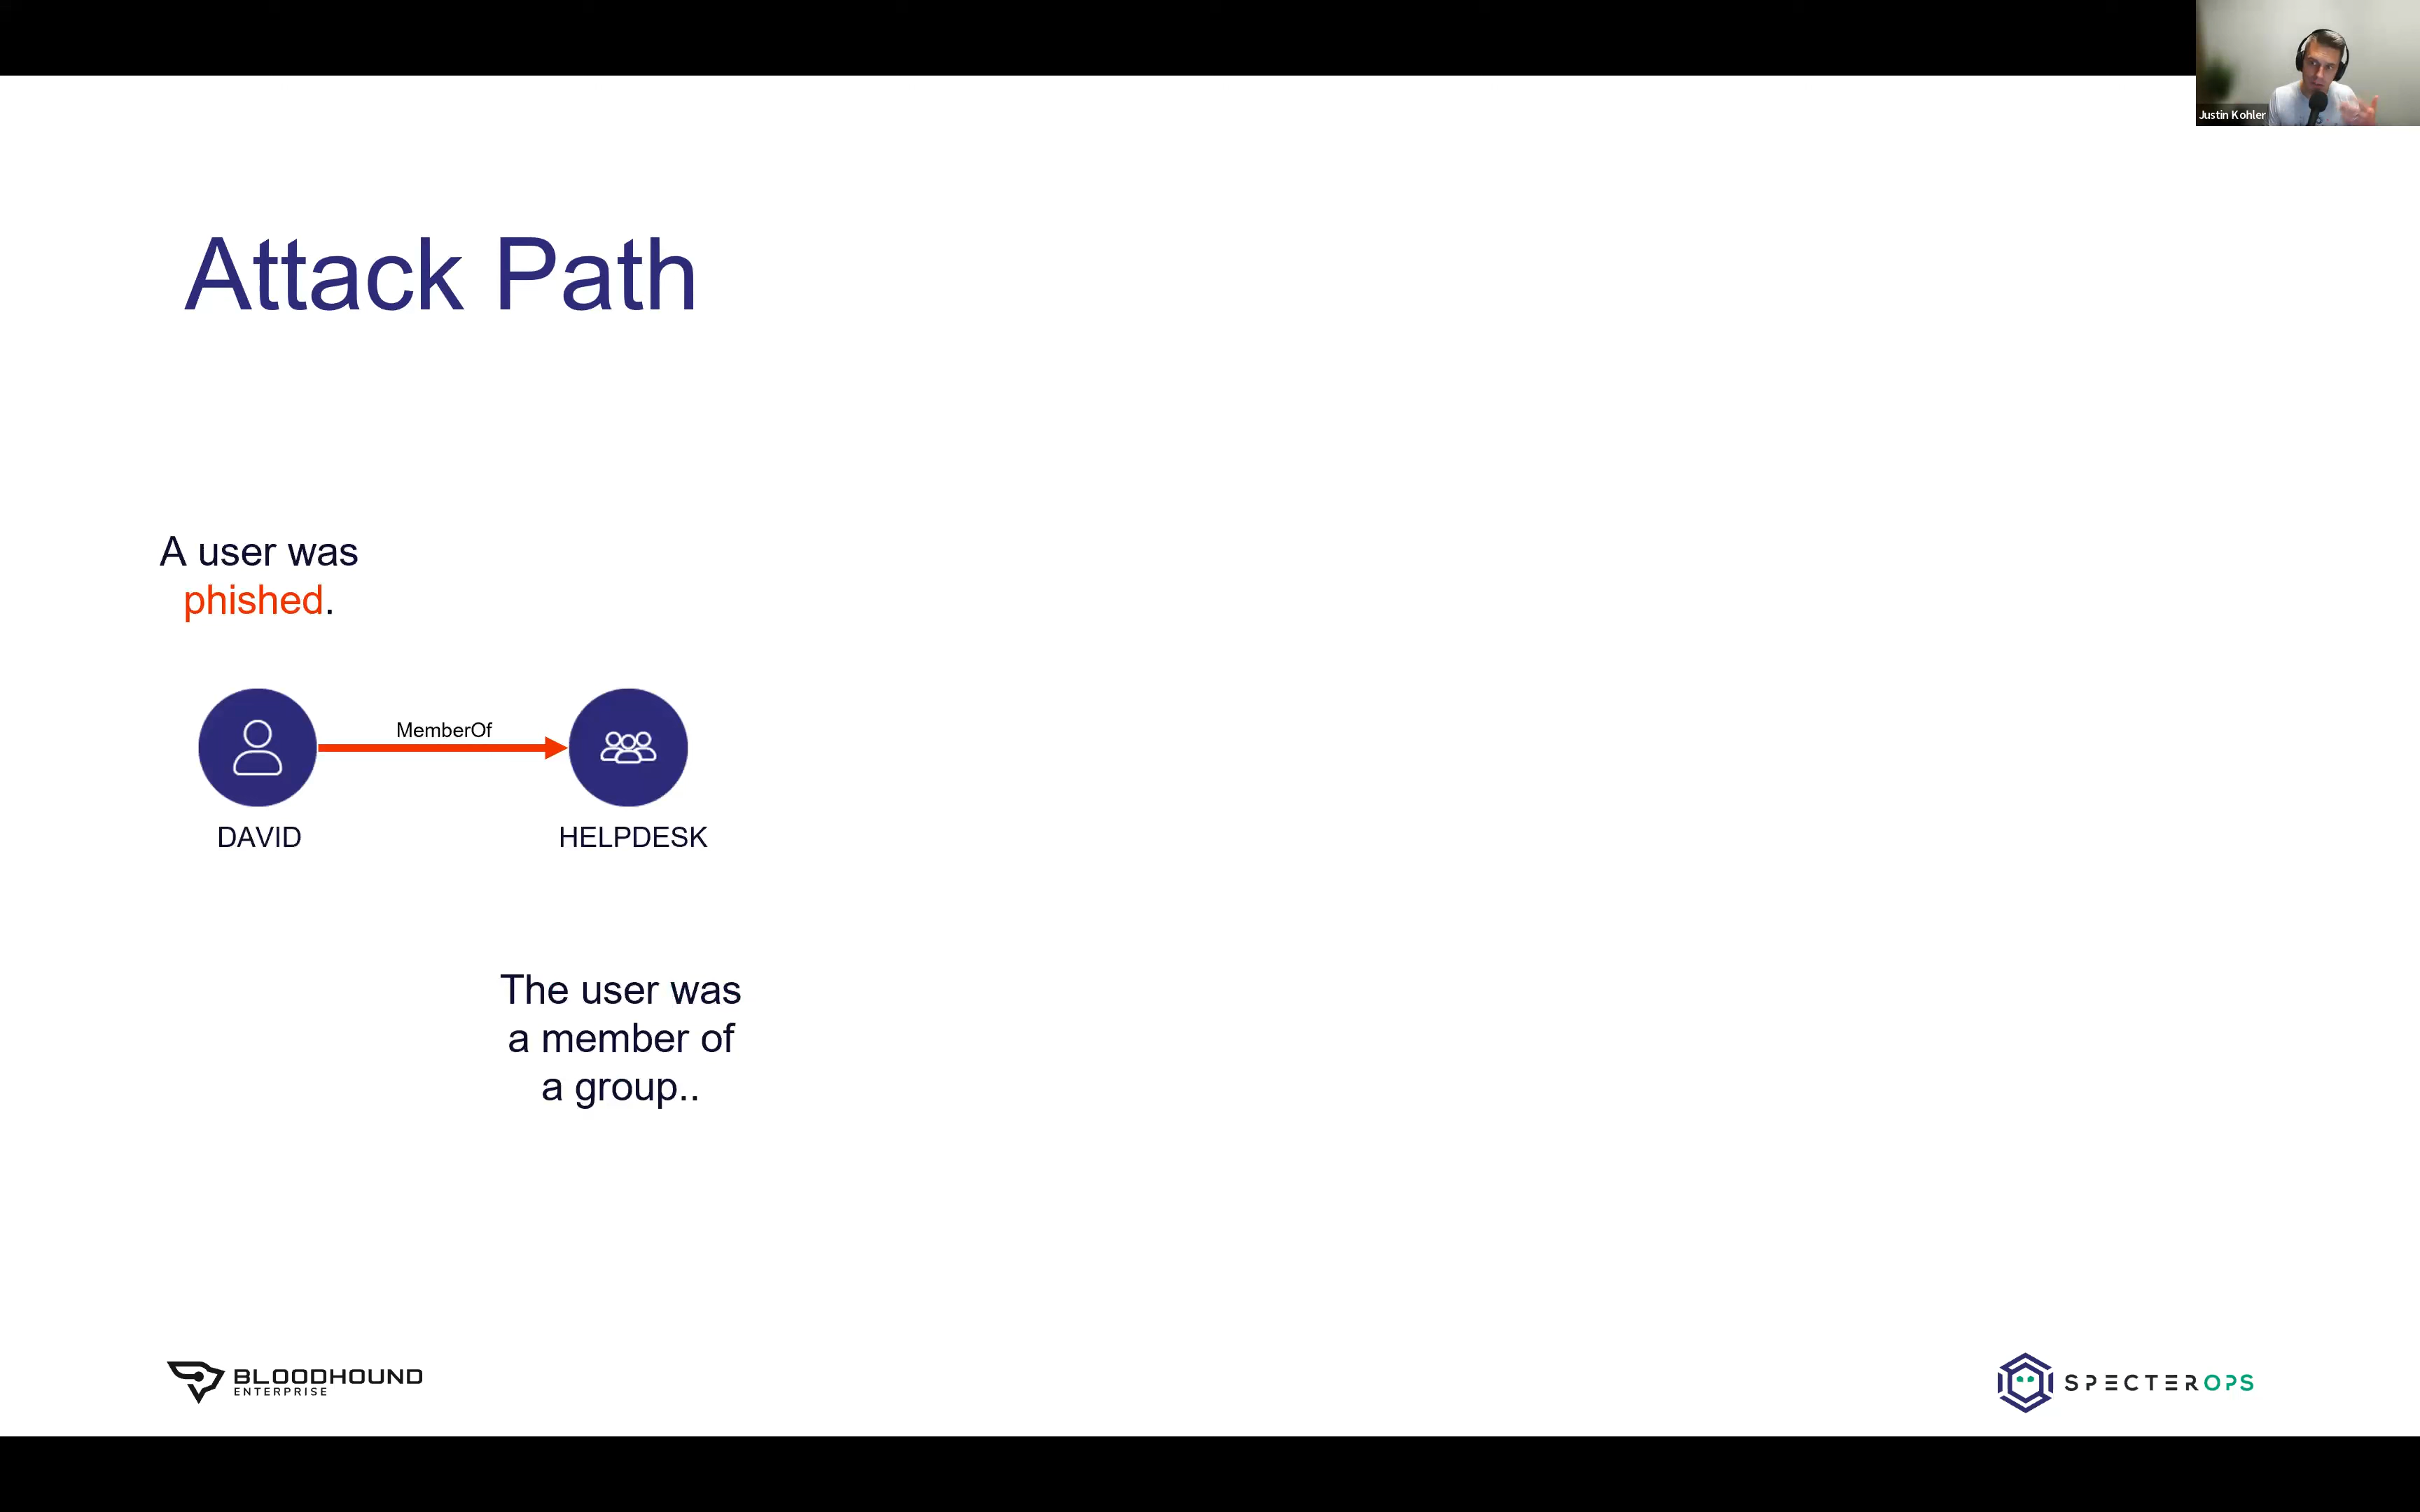 Justin Kohler
Attack Path
A user was
phished.
MemberOf
DAVID
HELPDESK
The user was
a member of
a group..
BLOODHOUND
ENTERPRISE
SPECTEROPS